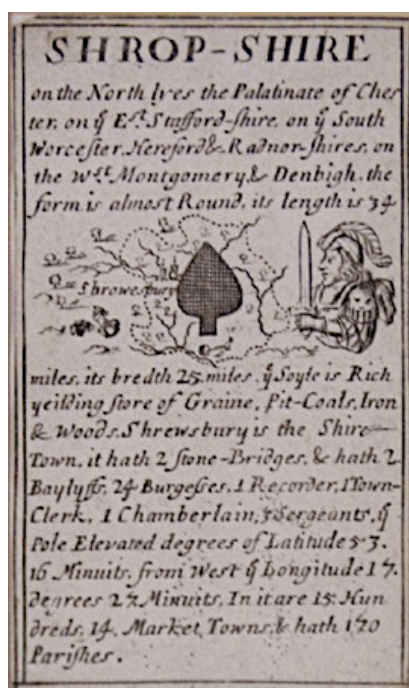 SHROP-SHIRE
on the North lyes the Palatinate of Ches
ter, on ẏ Eſt. Stafford-ſhire, on ẏ South
Worceſter, Hereford & Radnor-ſhires, on
the Weſt Montgomery, & Denbigh, the
form is almost Round, its length is 34
Shrowesbury
miles, its bredth 25 miles, ẏ Soyle is Rich
yeilding ſtore of Graine, Pit-Coals, Iron
& Woods. Shrewsbury is the Shire
Town, it hath 2 ſtone-Bridges, & hath 2
Baylyffs, 24 Burgeſses, 1 Recorder, 1 Town-
Clerk, 1 Chamberlain, 3 Sergeants, ẏ
Pole Elevated degrees of Latitude 53.
16 Minuits, from West ẏ Longitude 17.
degrees 27 Minuits, In it are 15 Hun
dreds, 14. Market Towns, & hath 170
Pariſhes.